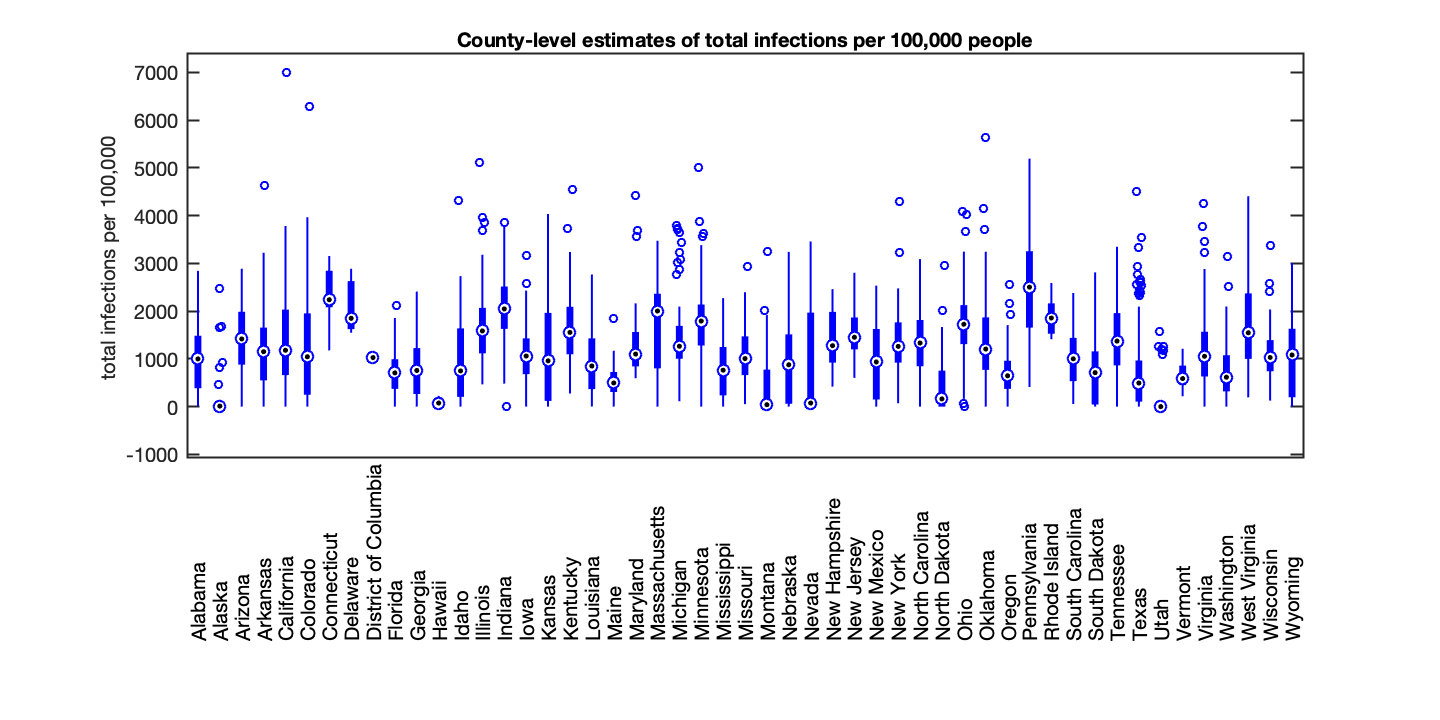 County-level estimates of total infections per 100,000 people
total infections per 100,000
7000
6000
5000
4000
3000
2000
1000
0
-1000
Alabama
Alaska
Arizona
Arkansas
California
Colorado
Connecticut
Delaware
District of Columbia
Florida
Georgia
Hawaii
Idaho
Illinois
Indiana
Iowa
Kansas
Kentucky
Louisiana
Maine
Maryland
Massachusetts
Michigan
Minnesota
Mississippi
Missouri
Montana
Nebraska
Nevada
New Hampshire
New Jersey
New Mexico
New York
North Carolina
North Dakota
Ohio
Oklahoma
Oregon
Pennsylvania
Rhode Island
South Carolina
South Dakota
Tennessee
Texas
Utah
Vermont
Virginia
Washington
West Virginia
Wisconsin
Wyoming